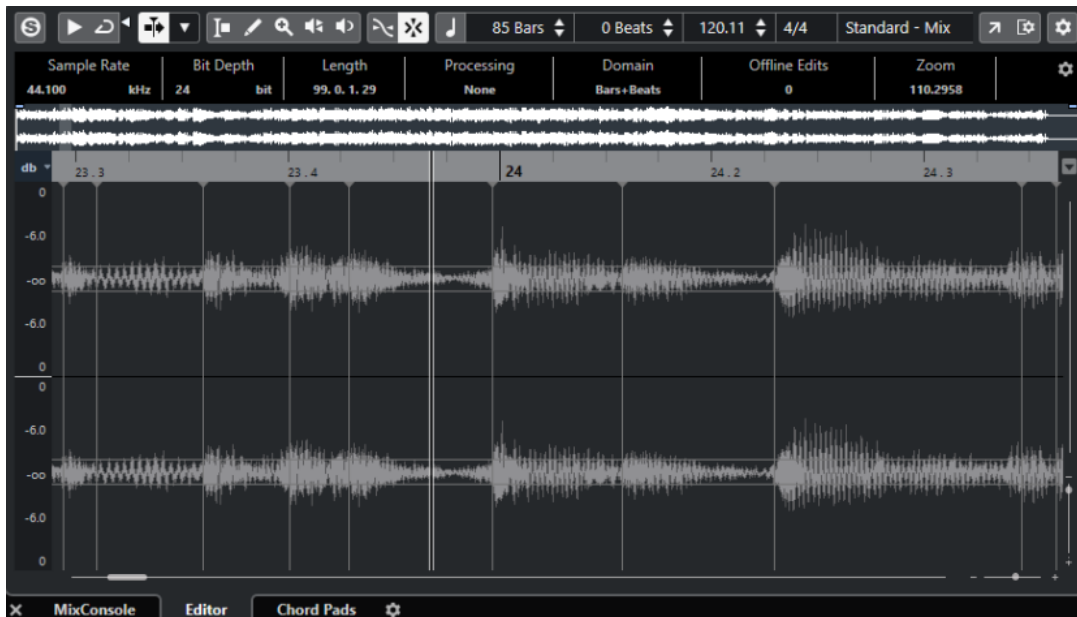 85 Bars 0 Beats 120.11 4/4 Standard - Mix
Sample Rate Bit Depth Length Processing Domain Offline Edits Zoom
44.100 kHz 24 bit 99. 0. 1. 29 None Bars+Beats 0 110.2958
db 23.3 23.4 24 24.2 24.3
0
-6.0
-∞
-6.0
0
0
-6.0
-∞
-6.0
0
MixConsole Editor Chord Pads